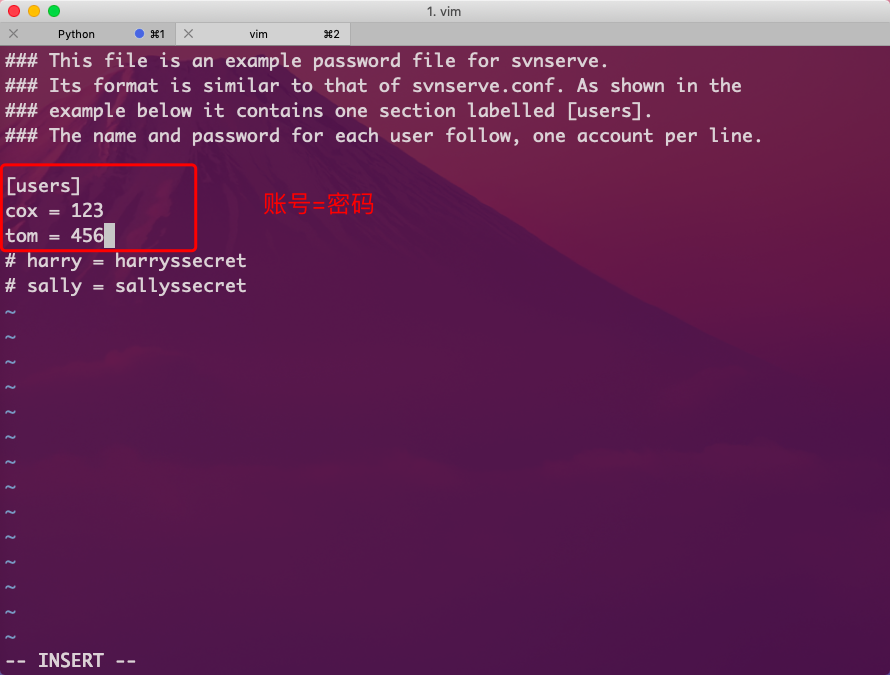 1. vim
Python ⌘1 vim ⌘2
### This file is an example password file for svnserve.
### Its format is similar to that of svnserve.conf. As shown in the
### example below it contains one section labelled [users].
### The name and password for each user follow, one account per line.
[users]
cox = 123
账号=密码
tom = 456
# harry = harryssecret
# sally = sallyssecret
~
~
~
~
~
~
~
~
~
~
~
~
~
~
-- INSERT --